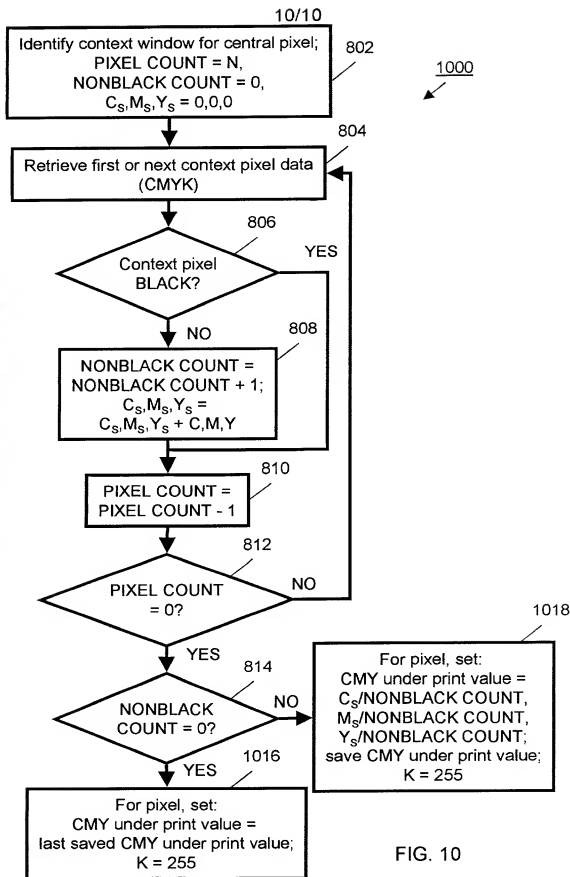 10/10
Identify context window for central pixel;
PIXEL COUNT = N,
NONBLACK COUNT = 0,
CS,MS,YS = 0,0,0
802
1000
804
Retrieve first or next context pixel data
(CMYK)
806
YES
Context pixel
BLACK?
NO
808
NONBLACK COUNT =
NONBLACK COUNT + 1;
CS,MS,YS =
CS,MS,YS + C,M,Y
810
PIXEL COUNT =
PIXEL COUNT - 1
812
NO
PIXEL COUNT
= 0?
YES
814
NONBLACK
COUNT = 0?
NO
1018
For pixel, set:
CMY under print value =
CS/NONBLACK COUNT,
MS/NONBLACK COUNT,
YS/NONBLACK COUNT;
save CMY under print value;
K = 255
YES
1016
For pixel, set:
CMY under print value =
last saved CMY under print value;
K = 255
FIG. 10